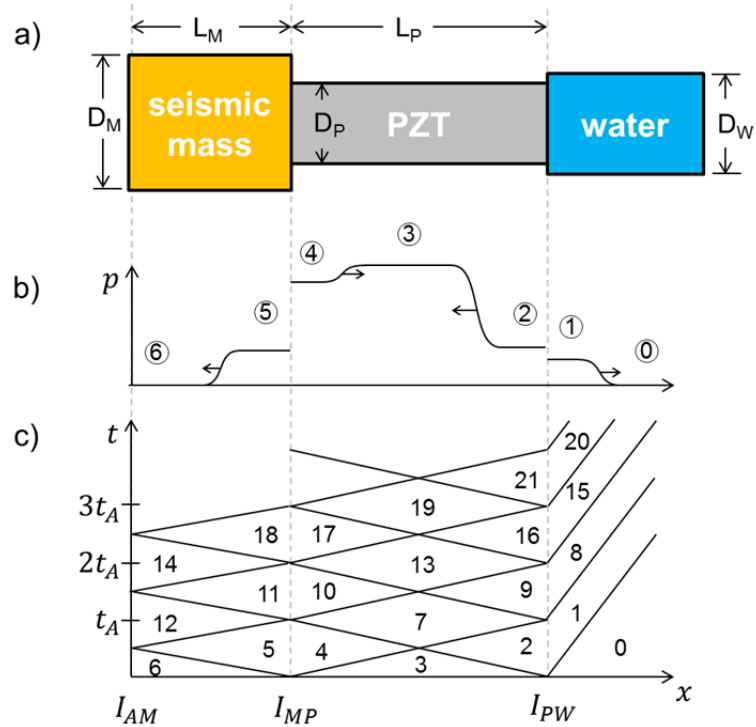 a)
L_M
L_P
D_M
seismic
mass
D_P
PZT
water
D_W
b)
p
⑥
⑤
④
③
②
①
⓪
c)
t
20
21
3t_A
19
15
18
17
16
2t_A
14
13
8
11
10
9
t_A
12
7
1
5
4
2
0
6
3
x
I_AM
I_MP
I_PW